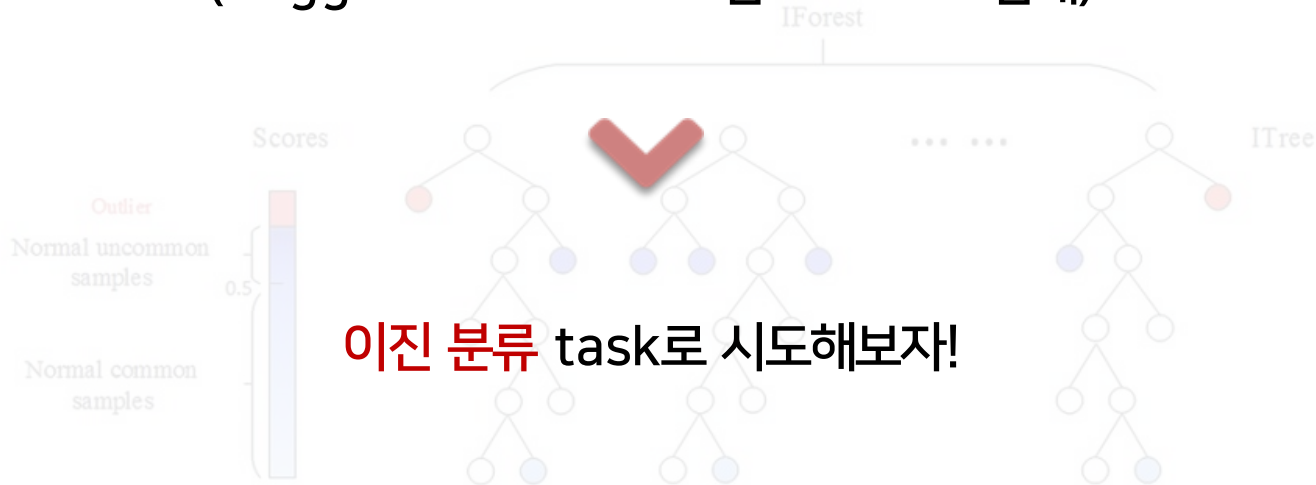 IForest
Scores
... ...
ITree
Outlier
Normal uncommon
samples
0.5
이진 분류 task로 시도해보자!
Normal common
samples